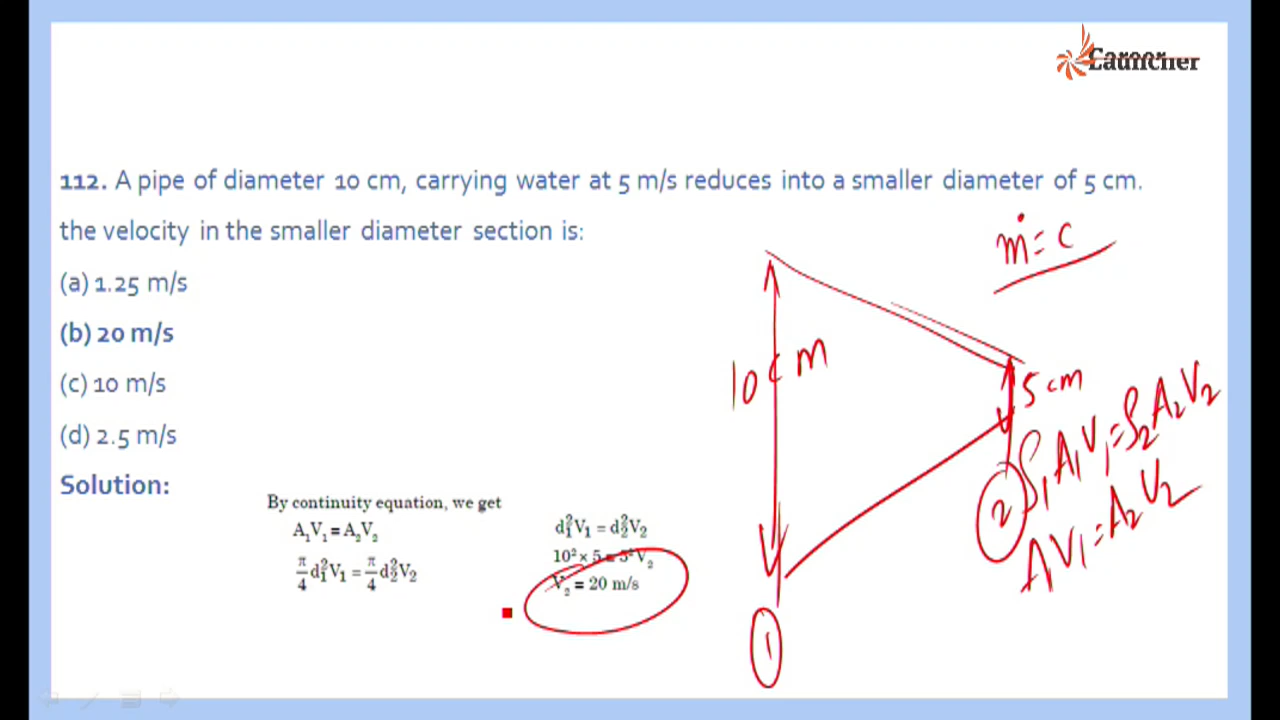 Career
Launcher
112. A pipe of diameter 10 cm, carrying water at 5 m/s reduces into a smaller diameter of 5 cm.
the velocity in the smaller diameter section is:
(a) 1.25 m/s
(b) 20 m/s
(c) 10 m/s
(d) 2.5 m/s
Solution:
By continuity equation, we get
A₁V₁ = A₂V₂
π/4 d₁²V₁ = π/4 d₂²V₂
d₁²V₁ = d₂²V₂
10² × 5 = 5² V₂
V₂ = 20 m/s
ṁ = c
10 cm
5 cm
ρ₁A₁V₁ = ρ₂A₂V₂
A₁V₁ = A₂V₂
1
2